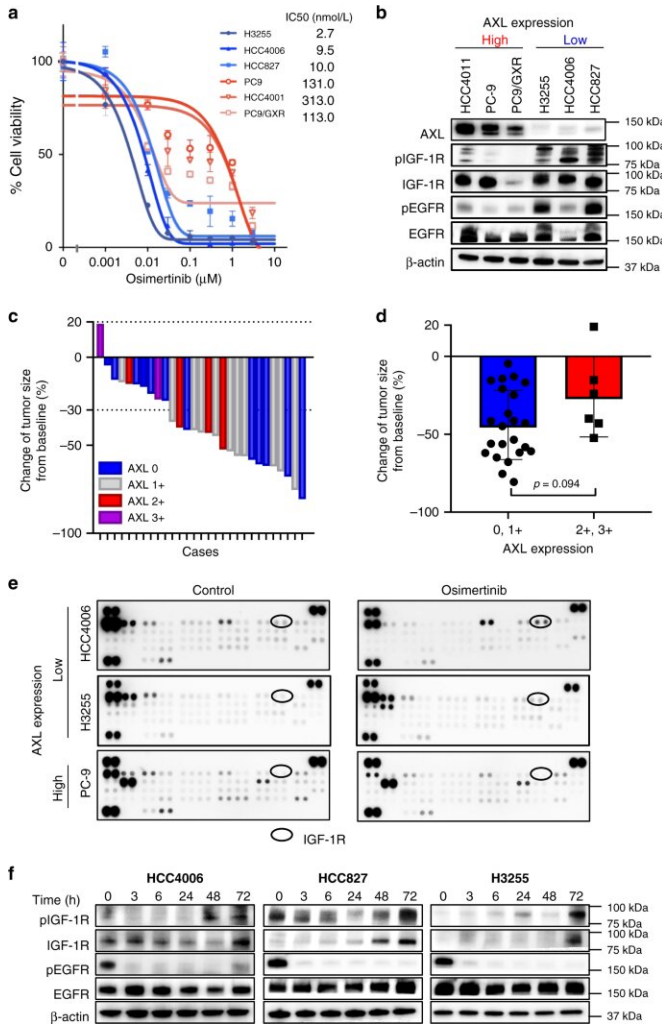 a
IC50 (nmol/L)
H3255 2.7
HCC4006 9.5
HCC827 10.0
PC9 131.0
HCC4001 313.0
PC9/GXR 113.0
% Cell viability
100
50
0
0 0.001 0.01 0.1 1 10
Osimertinib (μM)
b
AXL expression
High Low
HCC4011 PC-9 PC9/GXR H3255 HCC4006 HCC827
AXL 150 kDa
pIGF-1R 100 kDa
75 kDa
IGF-1R 100 kDa
75 kDa
pEGFR 150 kDa
EGFR 150 kDa
β-actin 37 kDa
c
Change of tumor size
from baseline (%)
20
0
−30
−50
−100
AXL 0
AXL 1+
AXL 2+
AXL 3+
Cases
d
Change of tumor size
from baseline (%)
20
0
−50
−100
p = 0.094
0, 1+ 2+, 3+
AXL expression
e
Control Osimertinib
AXL expression
Low
HCC4006
H3255
High
PC-9
IGF-1R
f
HCC4006 HCC827 H3255
Time (h) 0 3 6 24 48 72 0 3 6 24 48 72 0 3 6 24 48 72
pIGF-1R 100 kDa
75 kDa
IGF-1R 100 kDa
75 kDa
pEGFR 150 kDa
EGFR 150 kDa
β-actin 37 kDa